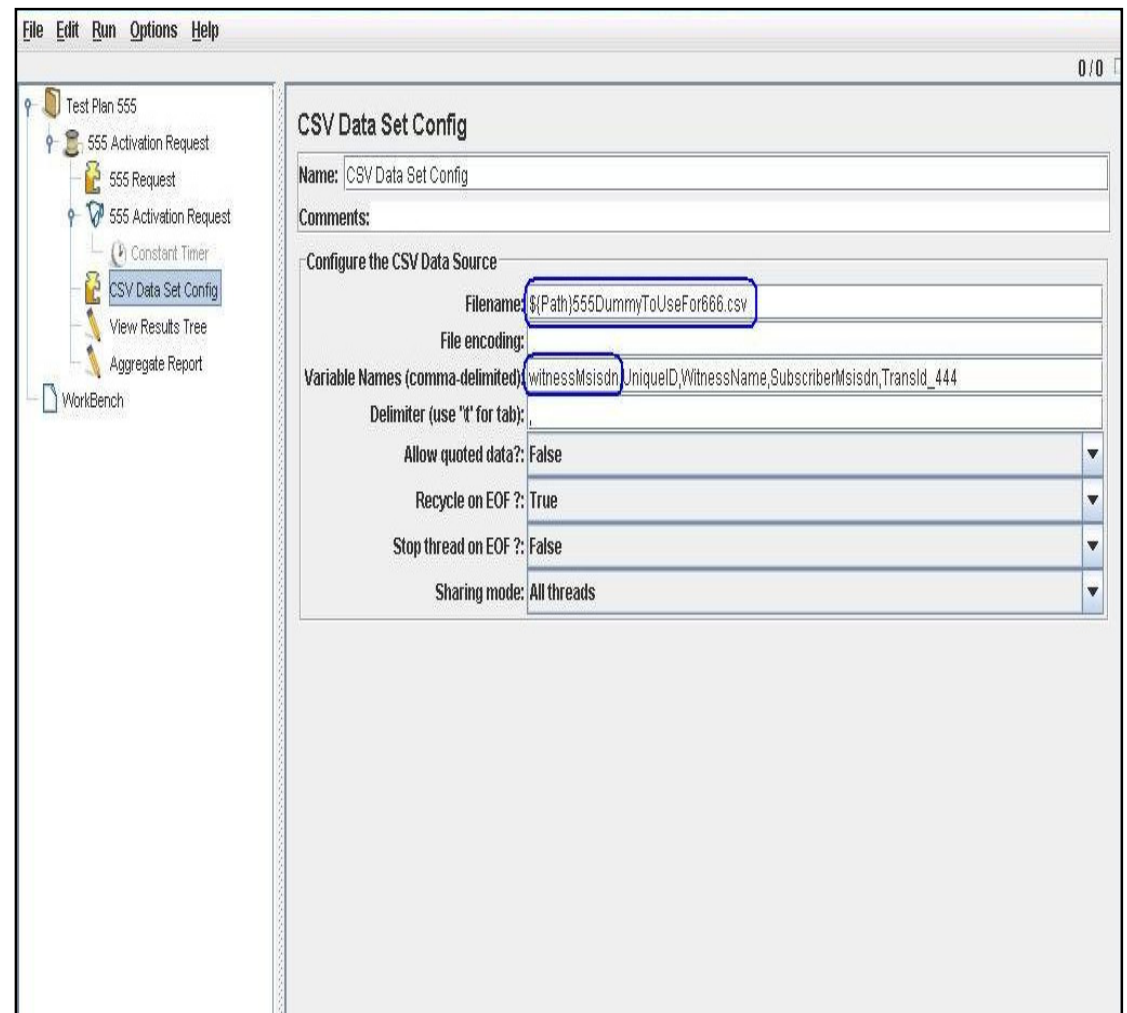 File Edit Run Options Help
0 / 0
Test Plan 555
555 Activation Request
555 Request
555 Activation Request
Constant Timer
CSV Data Set Config
View Results Tree
Aggregate Report
WorkBench
CSV Data Set Config
Name: CSV Data Set Config
Comments:
Configure the CSV Data Source
Filename: ${Path}555DummyToUseFor666.csv
File encoding:
Variable Names (comma-delimited): witnessMsisdn,UniqueID,WitnessName,SubscriberMsisdn,TransId_444
Delimiter (use '\t' for tab): ,
Allow quoted data?: False
Recycle on EOF ?: True
Stop thread on EOF ?: False
Sharing mode: All threads